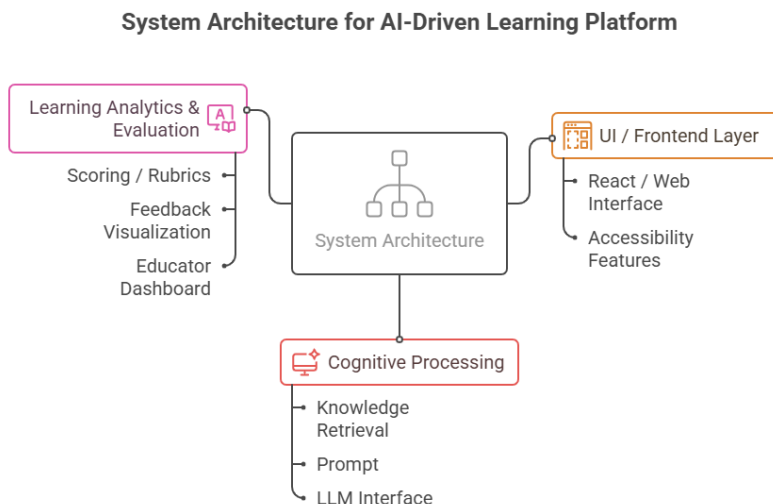 System Architecture for AI-Driven Learning Platform
Learning Analytics &
Evaluation
A
Scoring / Rubrics
Feedback
Visualization
Educator
Dashboard
System Architecture
UI / Frontend Layer
React / Web
Interface
Accessibility
Features
Cognitive Processing
Knowledge
Retrieval
Prompt
LLM Interface